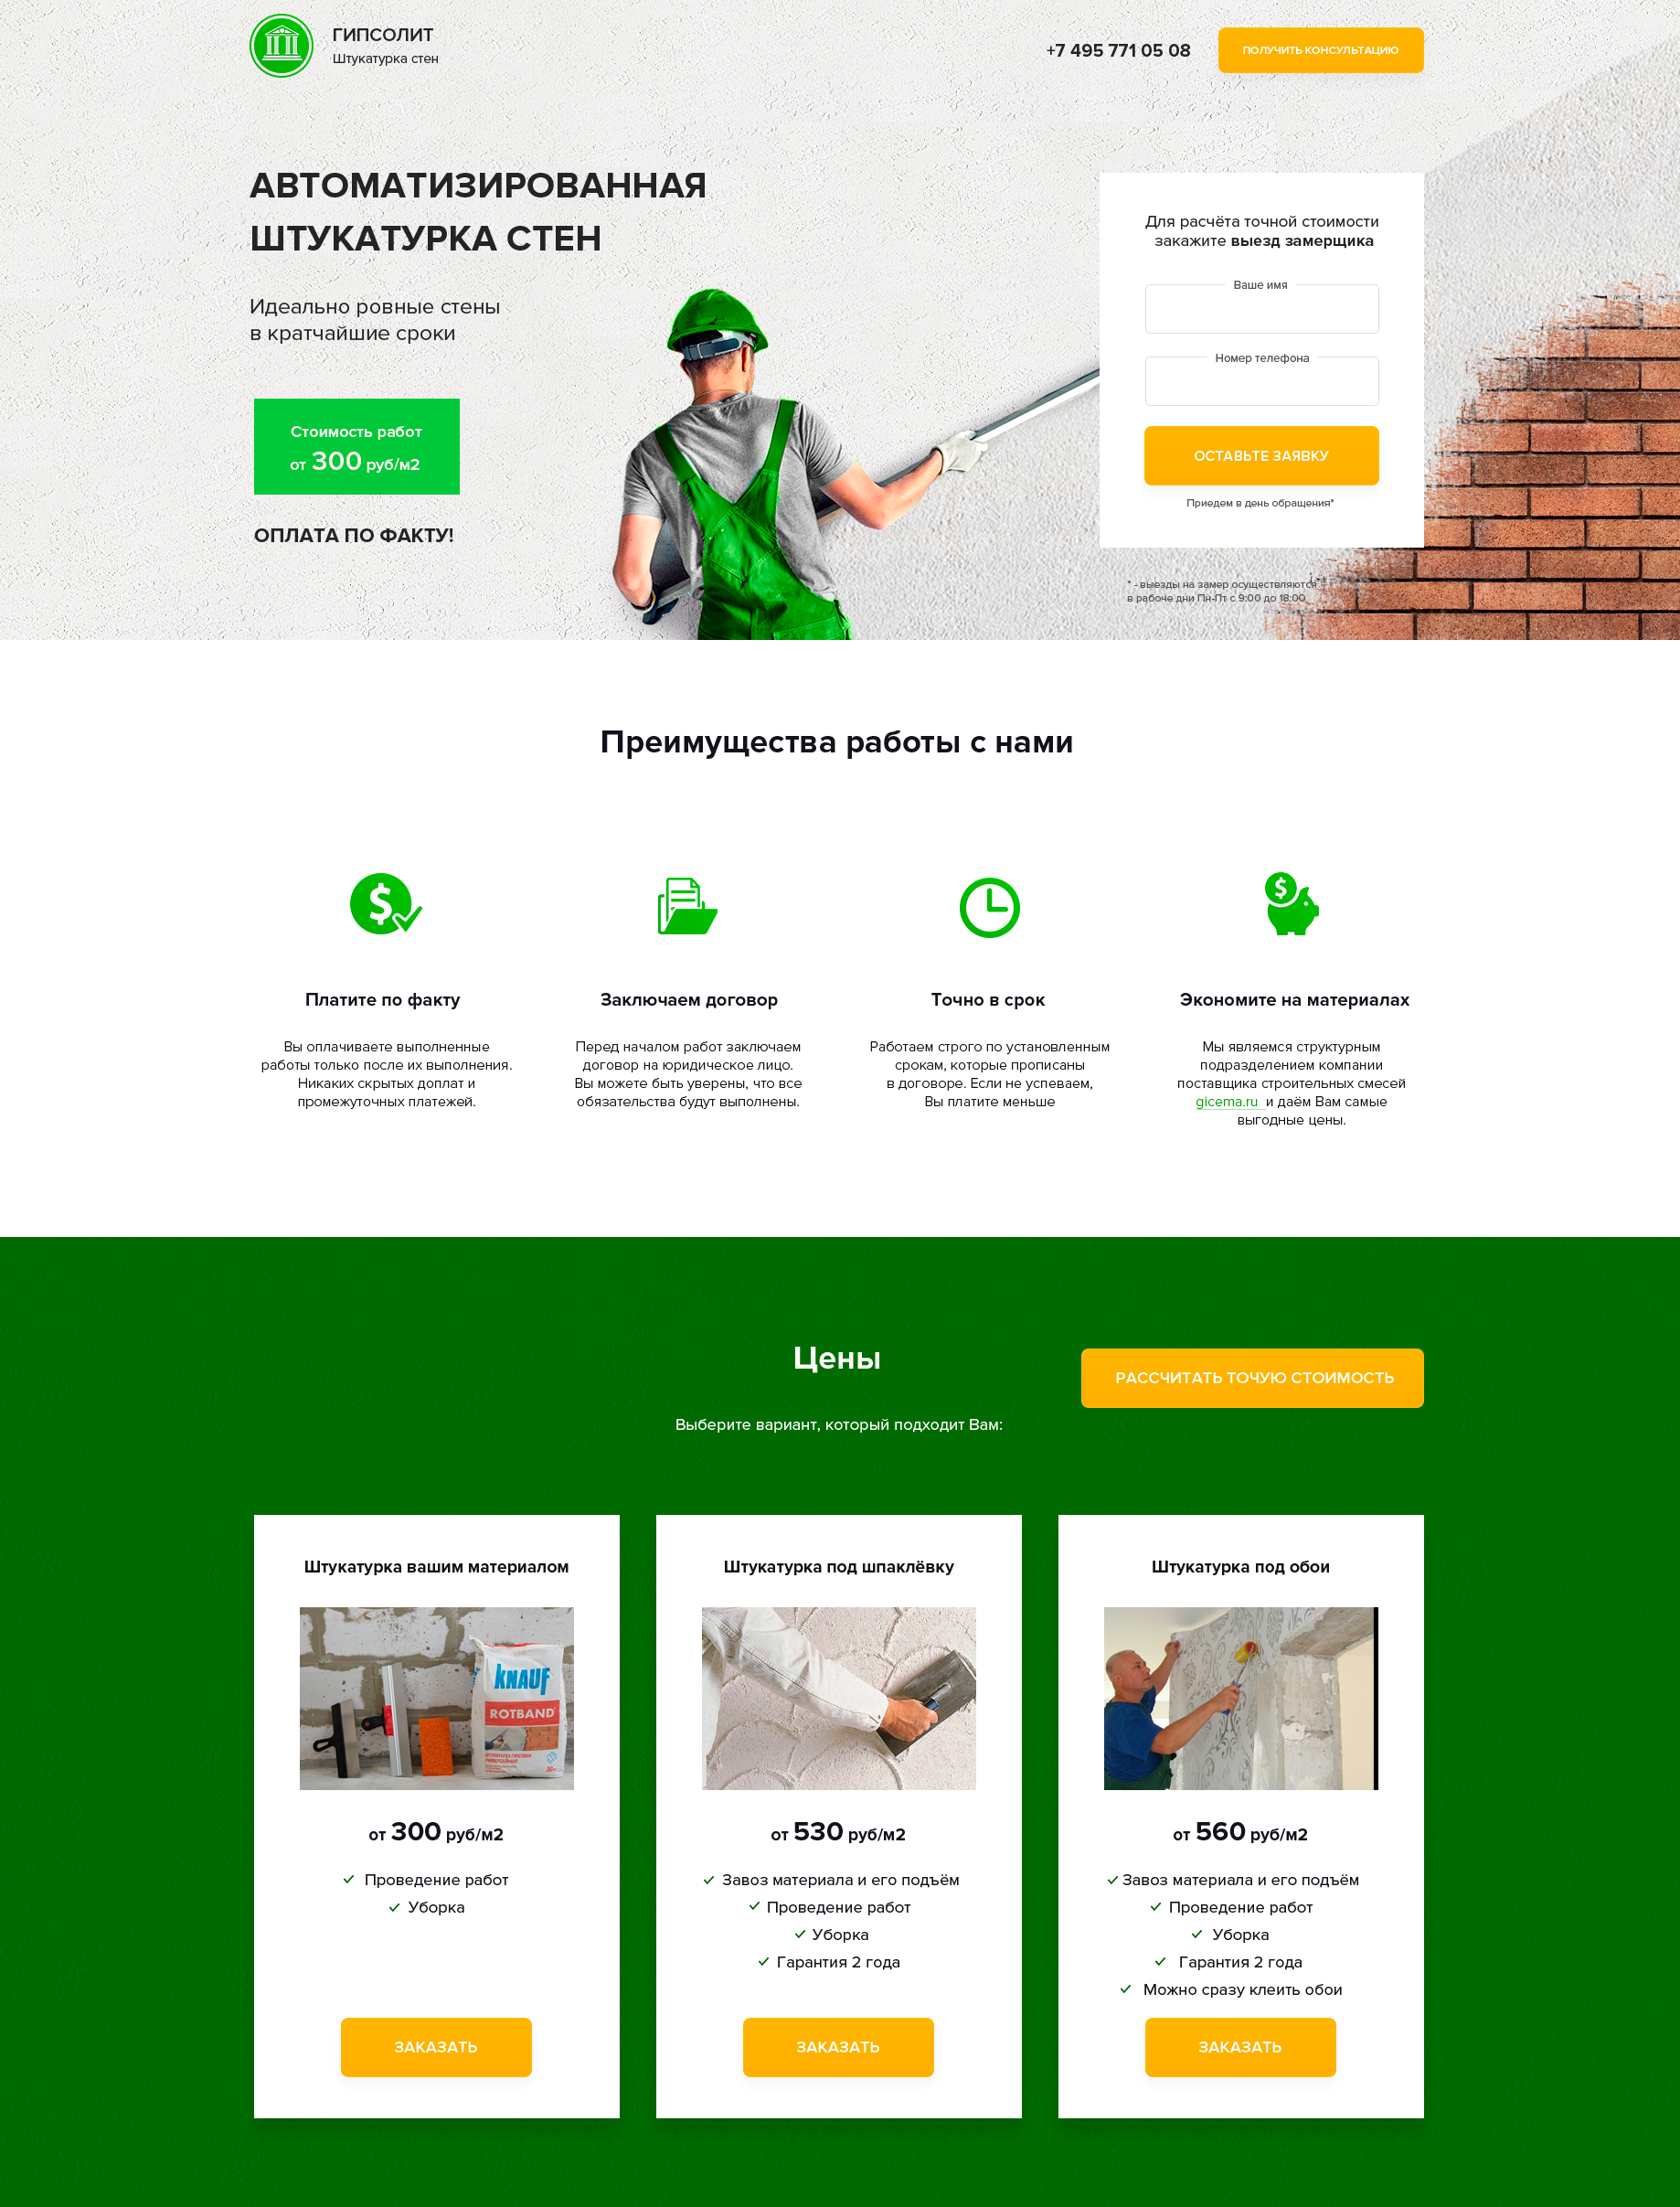 ГИПСОЛИТ
Штукатурка стен
+7 495 771 05 08
ПОЛУЧИТЬ КОНСУЛЬТАЦИЮ
АВТОМАТИЗИРОВАННАЯ
ШТУКАТУРКА СТЕН
Идеально ровные стены
в кратчайшие сроки
Стоимость работ
от 300 руб/м2
ОПЛАТА ПО ФАКТУ!
Для расчёта точной стоимости
закажите выезд замерщика
Ваше имя
Номер телефона
ОСТАВЬТЕ ЗАЯВКУ
Приедем в день обращения*
* - выезды на замер осуществляются
в рабоче дни Пн-Пт с 9:00 до 18:00
Преимущества работы с нами
Платите по факту
Вы оплачиваете выполненные
работы только после их выполнения.
Никаких скрытых доплат и
промежуточных платежей.
Заключаем договор
Перед началом работ заключаем
договор на юридическое лицо.
Вы можете быть уверены, что все
обязательства будут выполнены.
Точно в срок
Работаем строго по установленным
срокам, которые прописаны
в договоре. Если не успеваем,
Вы платите меньше
Экономите на материалах
Мы являемся структурным
подразделением компании
поставщика строительных смесей
gicema.ru и даём Вам самые
выгодные цены.
Цены
РАССЧИТАТЬ ТОЧУЮ СТОИМОСТЬ
Выберите вариант, который подходит Вам:
Штукатурка вашим материалом
KNAUF
ROTBAND
от 300 руб/м2
Проведение работ
Уборка
ЗАКАЗАТЬ
Штукатурка под шпаклёвку
от 530 руб/м2
Завоз материала и его подъём
Проведение работ
Уборка
Гарантия 2 года
ЗАКАЗАТЬ
Штукатурка под обои
от 560 руб/м2
Завоз материала и его подъём
Проведение работ
Уборка
Гарантия 2 года
Можно сразу клеить обои
ЗАКАЗАТЬ